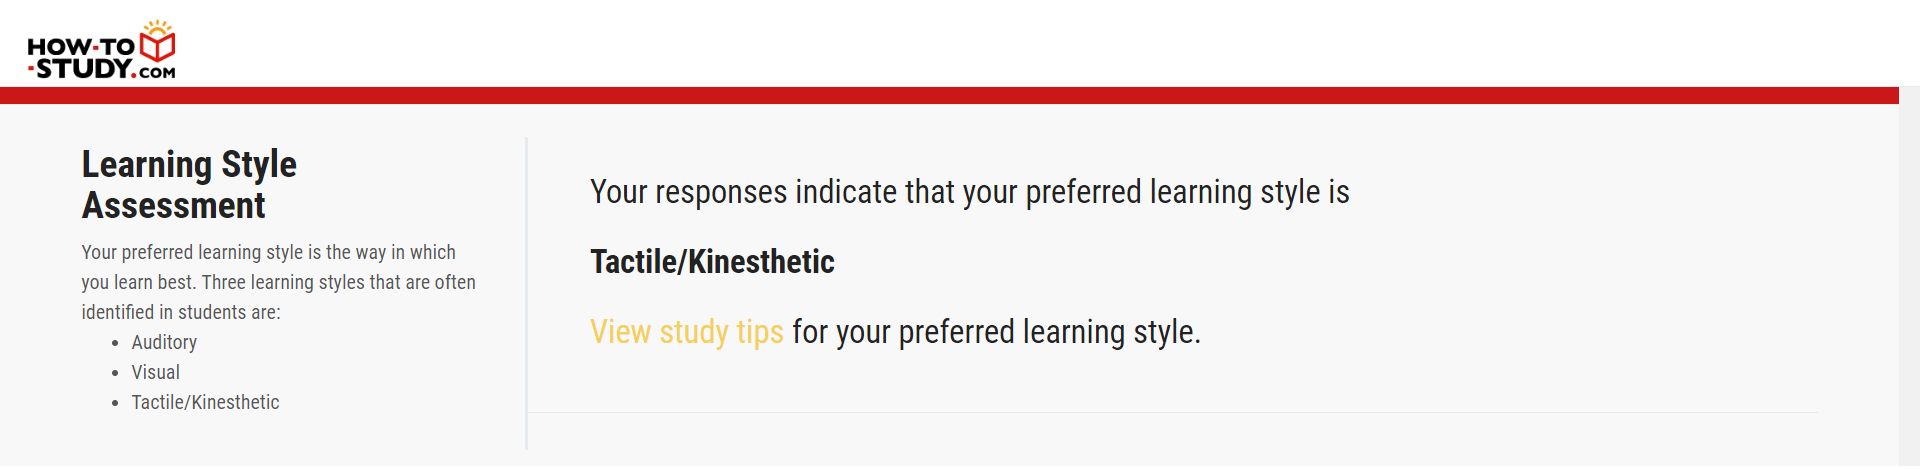 HOW-TO
-STUDY.COM
Learning Style
Assessment
Your preferred learning style is the way in which
you learn best. Three learning styles that are often
identified in students are:
• Auditory
• Visual
• Tactile/Kinesthetic
Your responses indicate that your preferred learning style is
Tactile/Kinesthetic
View study tips for your preferred learning style.